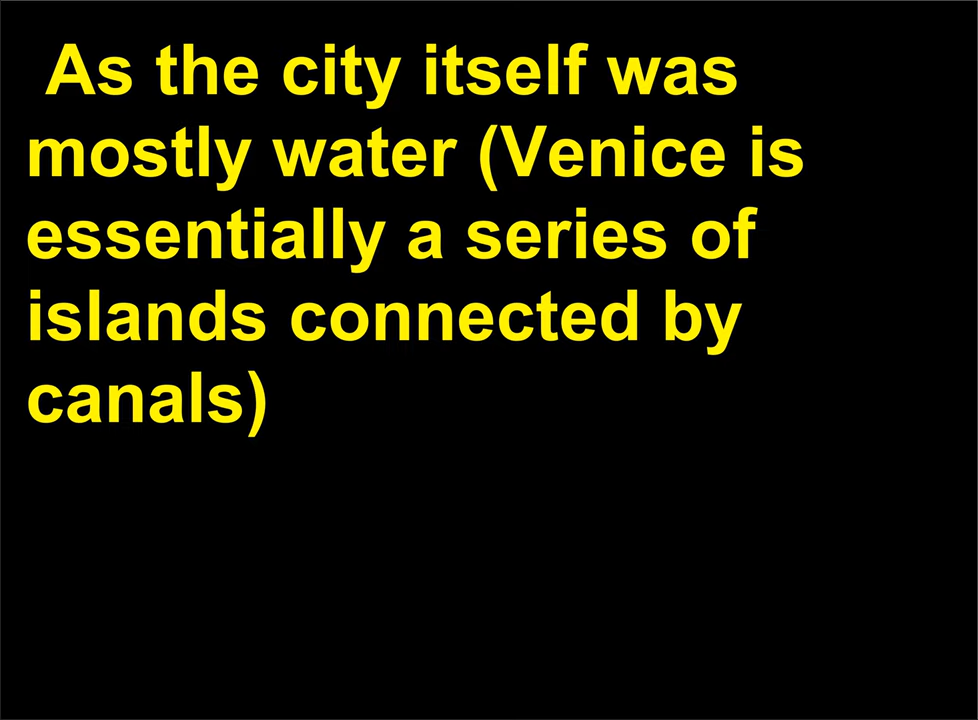 As the city itself was
mostly water (Venice is
essentially a series of
islands connected by
canals)